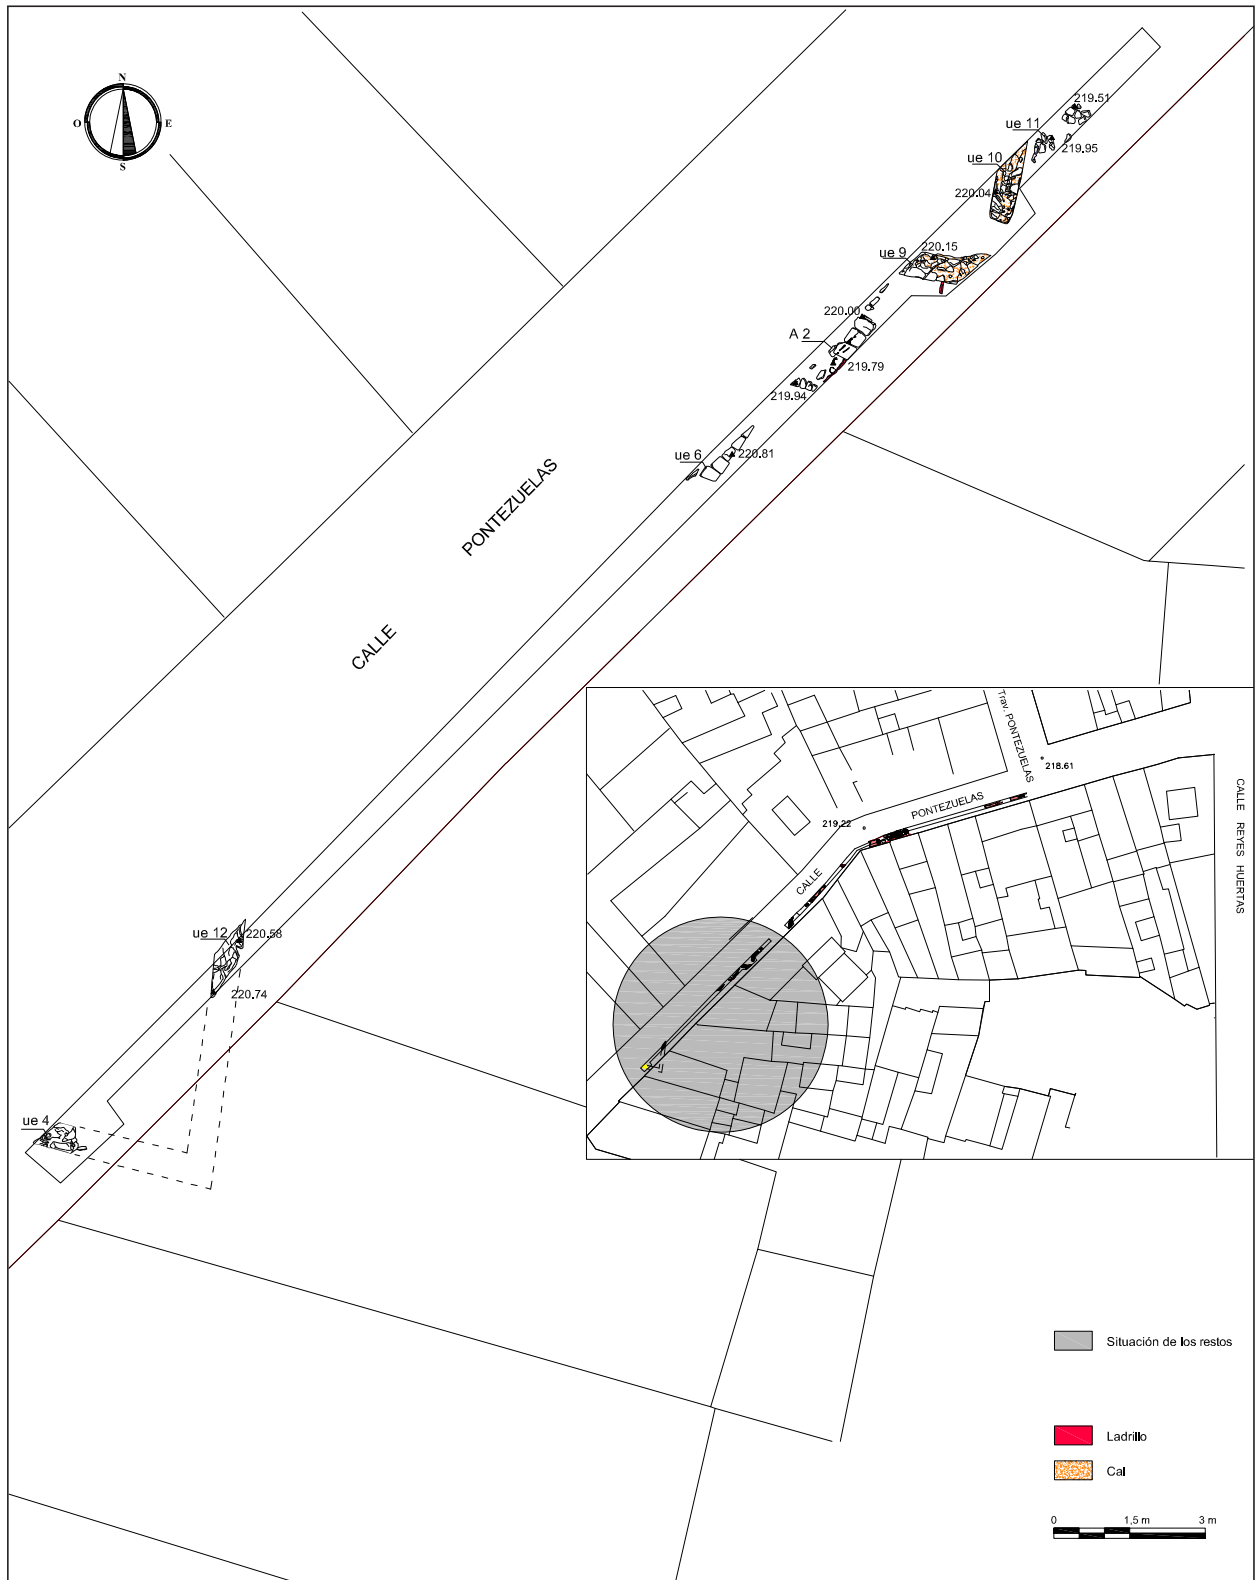 N
O
E
S
219.51
ue 11
219.95
ue 10
220.04
ue 9
220.15
220.00
A 2
219.79
219.94
ue 6
220.81
CALLE PONTEZUELAS
ue 12
220.58
220.74
ue 4
Trav. PONTEZUELAS
218.61
CALLE PONTEZUELAS
219.22
CALLE REYES HUERTAS
Situación de los restos
Ladrillo
Cal
0 1,5 m 3 m